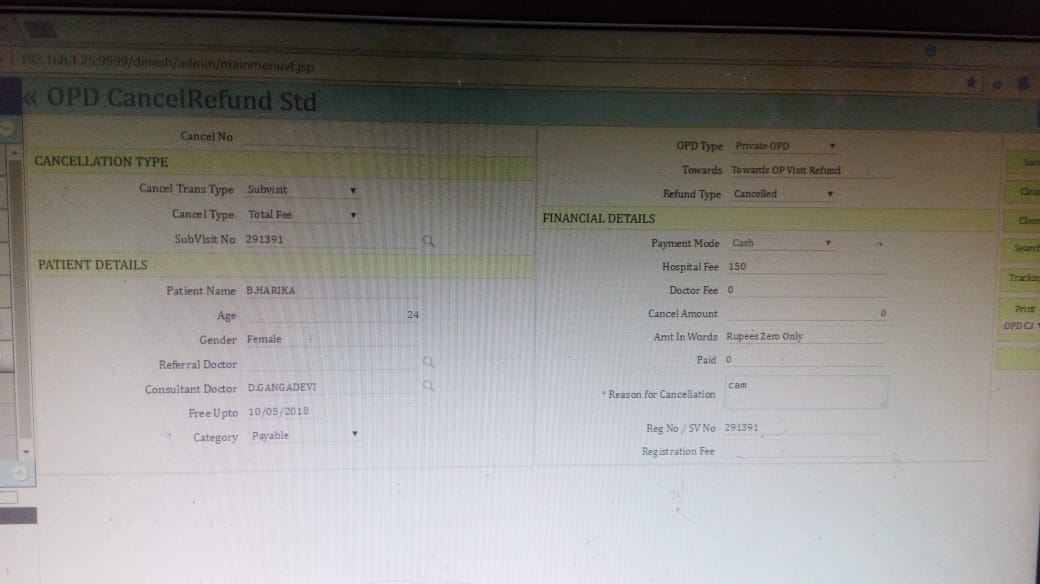 192.168.1.25:9999/dinesh/admin/mainmenuvf.jsp
« OPD CancelRefund Std
Cancel No
CANCELLATION TYPE
Cancel Trans Type Subvisit
Cancel Type Total Fee
SubVisit No 291391
PATIENT DETAILS
Patient Name B.HARIKA
Age 24
Gender Female
Referral Doctor
Consultant Doctor D.GANGADEVI
Free Upto 10/05/2018
Category Payable
OPD Type Private OPD
Towards Towards OP Visit Refund
Refund Type Cancelled
FINANCIAL DETAILS
Payment Mode Cash
Hospital Fee 150
Doctor Fee 0
Cancel Amount 0
Amt In Words Rupees Zero Only
Paid 0
* Reason for Cancellation cam
Reg No / SV No 291391
Registration Fee
Clea
Search
Trackin
Print
OPD CA